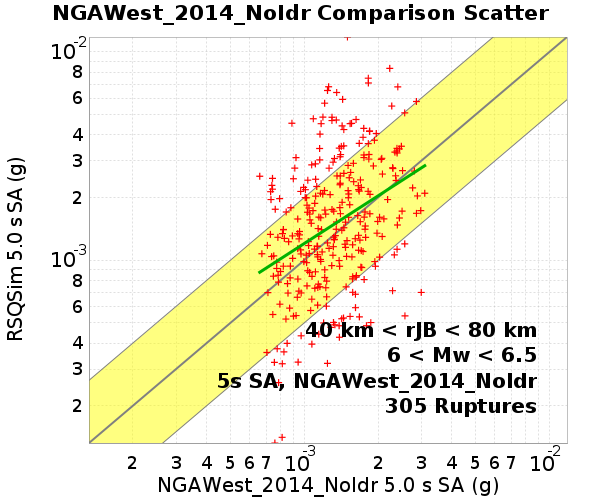 NGAWest_2014_NoIdr Comparison Scatter
10-2
8
6
4
3
2
10-3
8
6
4
3
2
RSQSim 5.0 s SA (g)
40 km < rJB < 80 km
6 < Mw < 6.5
5s SA, NGAWest_2014_NoIdr
305 Ruptures
2 3 4 5 6 7 10-3 2 3 4 5 6 7 10-2
NGAWest_2014_NoIdr 5.0 s SA (g)